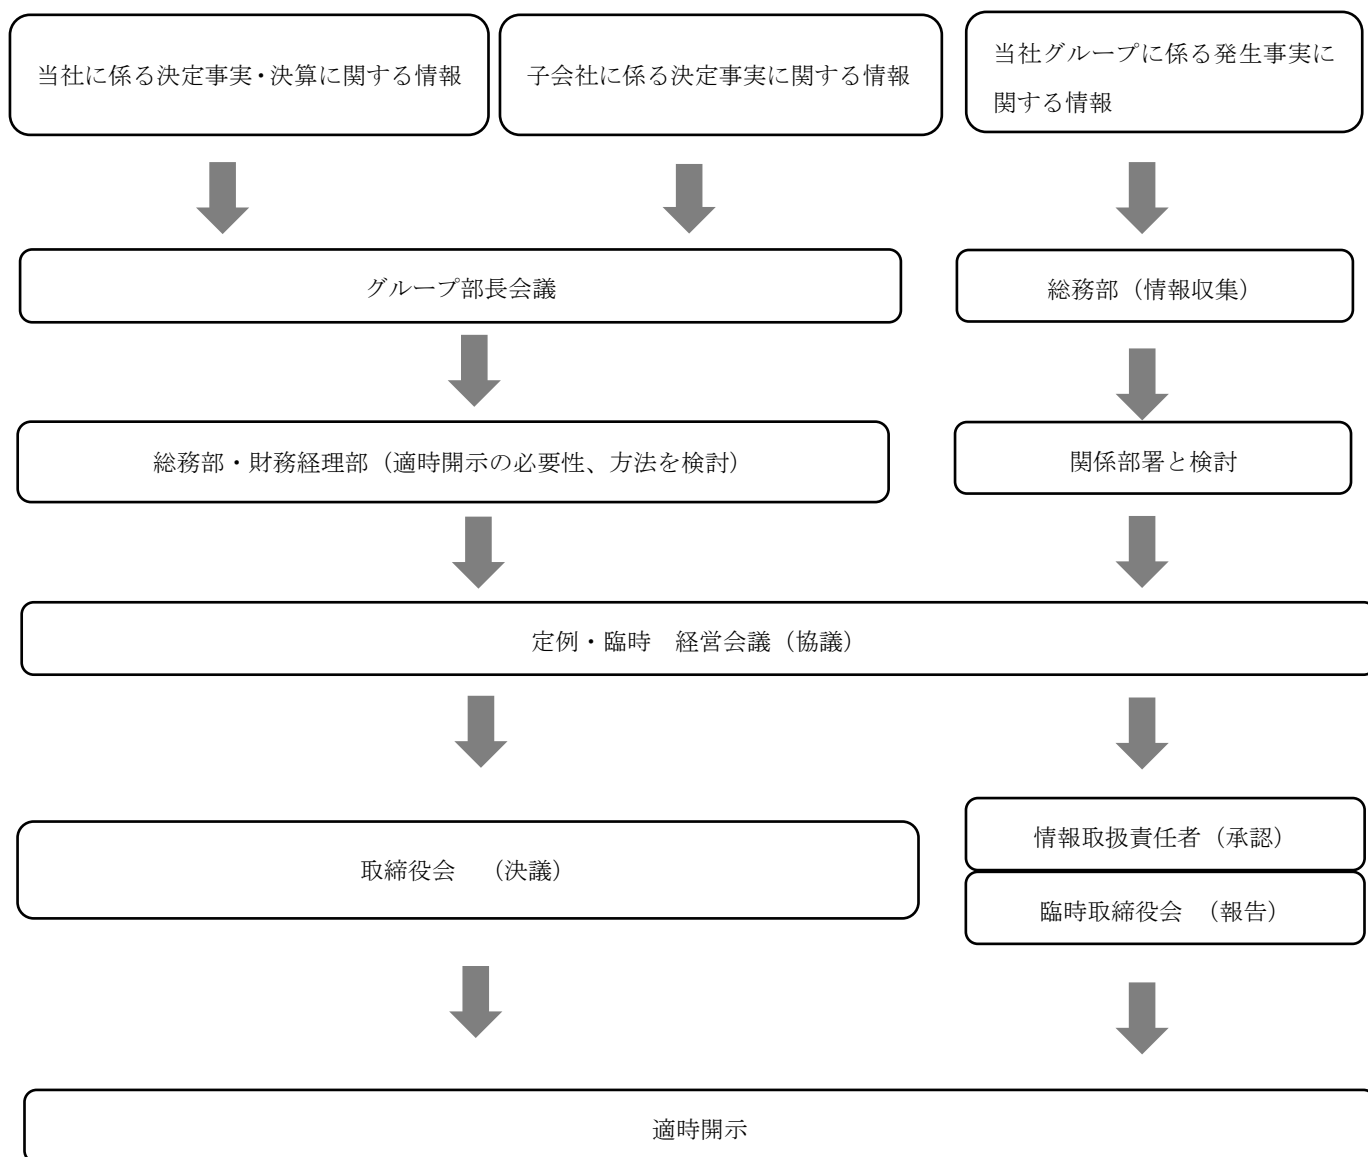 当社に係る決定事実・決算に関する情報
子会社に係る決定事実に関する情報
当社グループに係る発生事実に
関する情報
グループ部長会議
総務部（情報収集）
総務部・財務経理部（適時開示の必要性、方法を検討）
関係部署と検討
定例・臨時　経営会議（協議）
取締役会　（決議）
情報取扱責任者（承認）
臨時取締役会　（報告）
適時開示